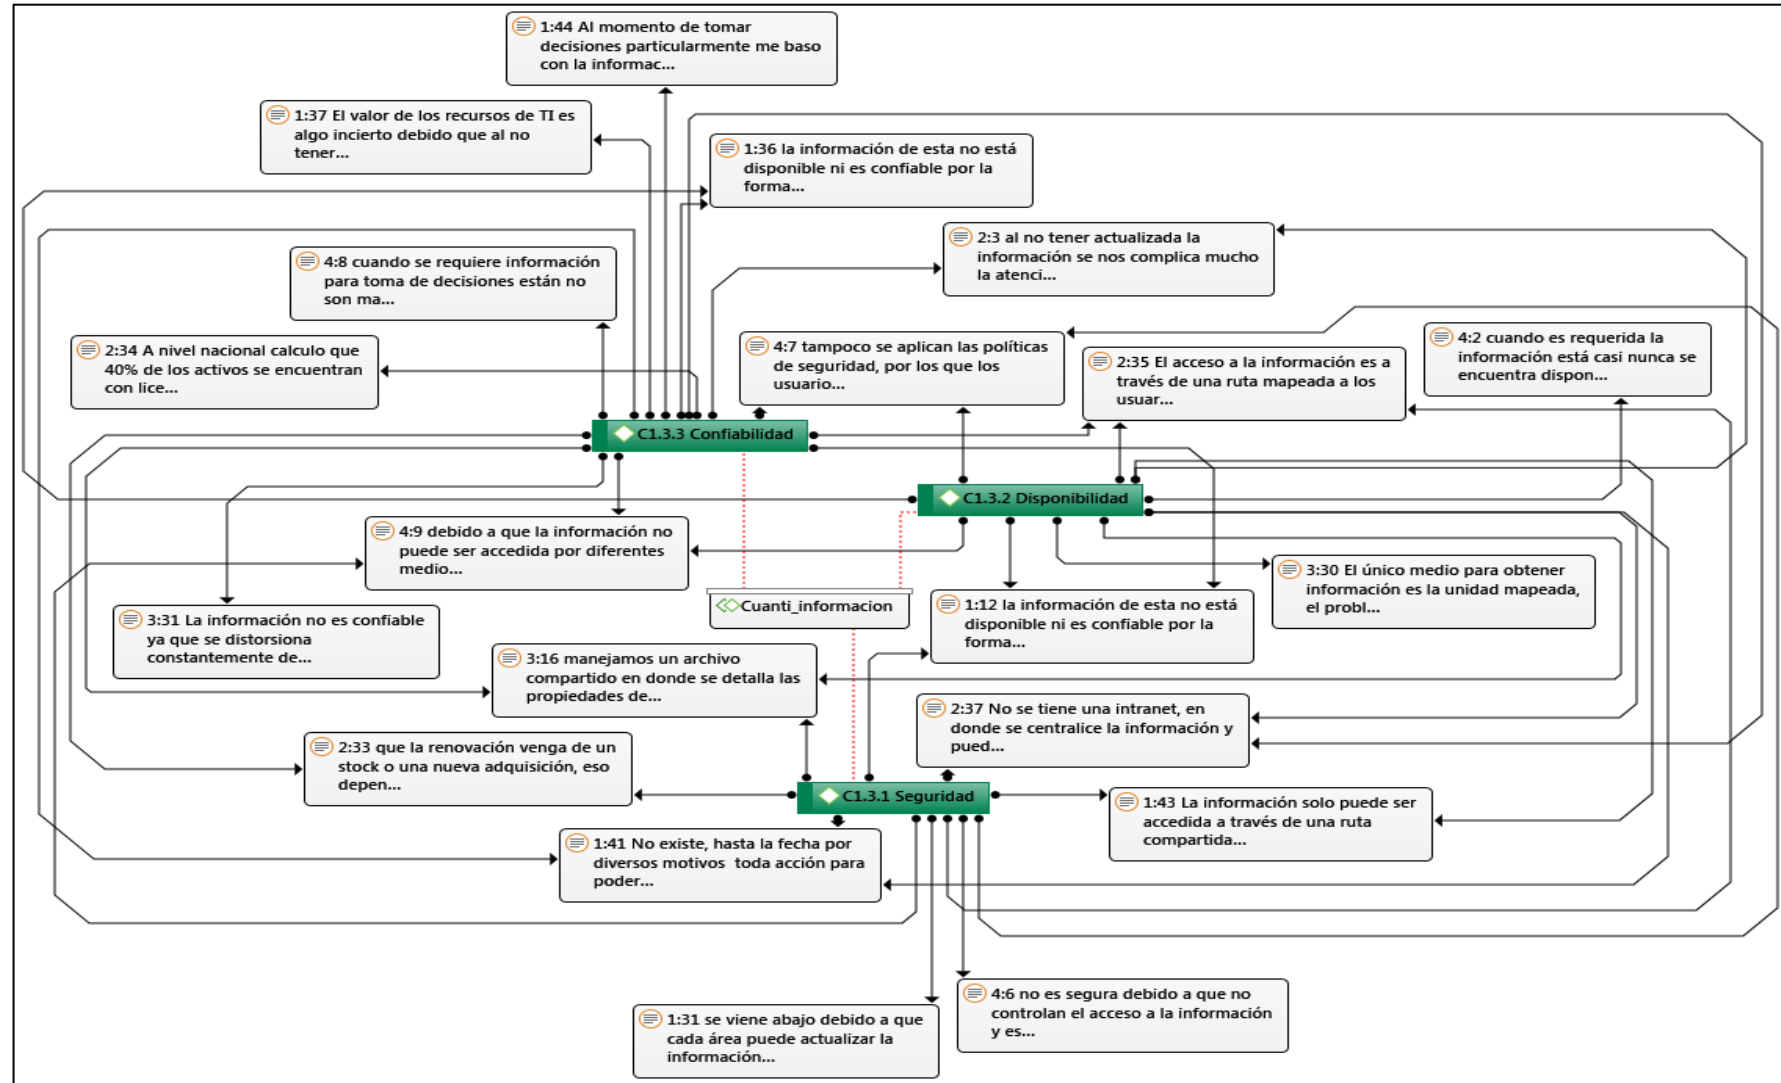 1:44 Al momento de tomar
decisiones particularmente me baso
con la informac...
1:37 El valor de los recursos de TI es
algo incierto debido que al no
tener...
1:36 la información de esta no está
disponible ni es confiable por la
forma...
2:3 al no tener actualizada la
información se nos complica mucho
la atenci...
4:8 cuando se requiere información
para toma de decisiones están no
son ma...
2:34 A nivel nacional calculo que
40% de los activos se encuentran
con lice...
4:7 tampoco se aplican las políticas
de seguridad, por los que los
usuario...
2:35 El acceso a la información es a
través de una ruta mapeada a los
usuar...
4:2 cuando es requerida la
información está casi nunca se
encuentra dispon...
C1.3.3 Confiabilidad
C1.3.2 Disponibilidad
4:9 debido a que la información no
puede ser accedida por diferentes
medio...
3:30 El único medio para obtener
información es la unidad mapeada,
el probl...
Cuanti_informacion
1:12 la información de esta no está
disponible ni es confiable por la
forma...
3:31 La información no es confiable
ya que se distorsiona
constantemente de...
3:16 manejamos un archivo
compartido en donde se detalla las
propiedades de...
2:37 No se tiene una intranet, en
donde se centralice la información y
pued...
2:33 que la renovación venga de un
stock o una nueva adquisición, eso
depen...
C1.3.1 Seguridad
1:43 La información solo puede ser
accedida a través de una ruta
compartida...
1:41 No existe, hasta la fecha por
diversos motivos  toda acción para
poder...
4:6 no es segura debido a que no
controlan el acceso a la información
y es...
1:31 se viene abajo debido a que
cada área puede actualizar la
información...